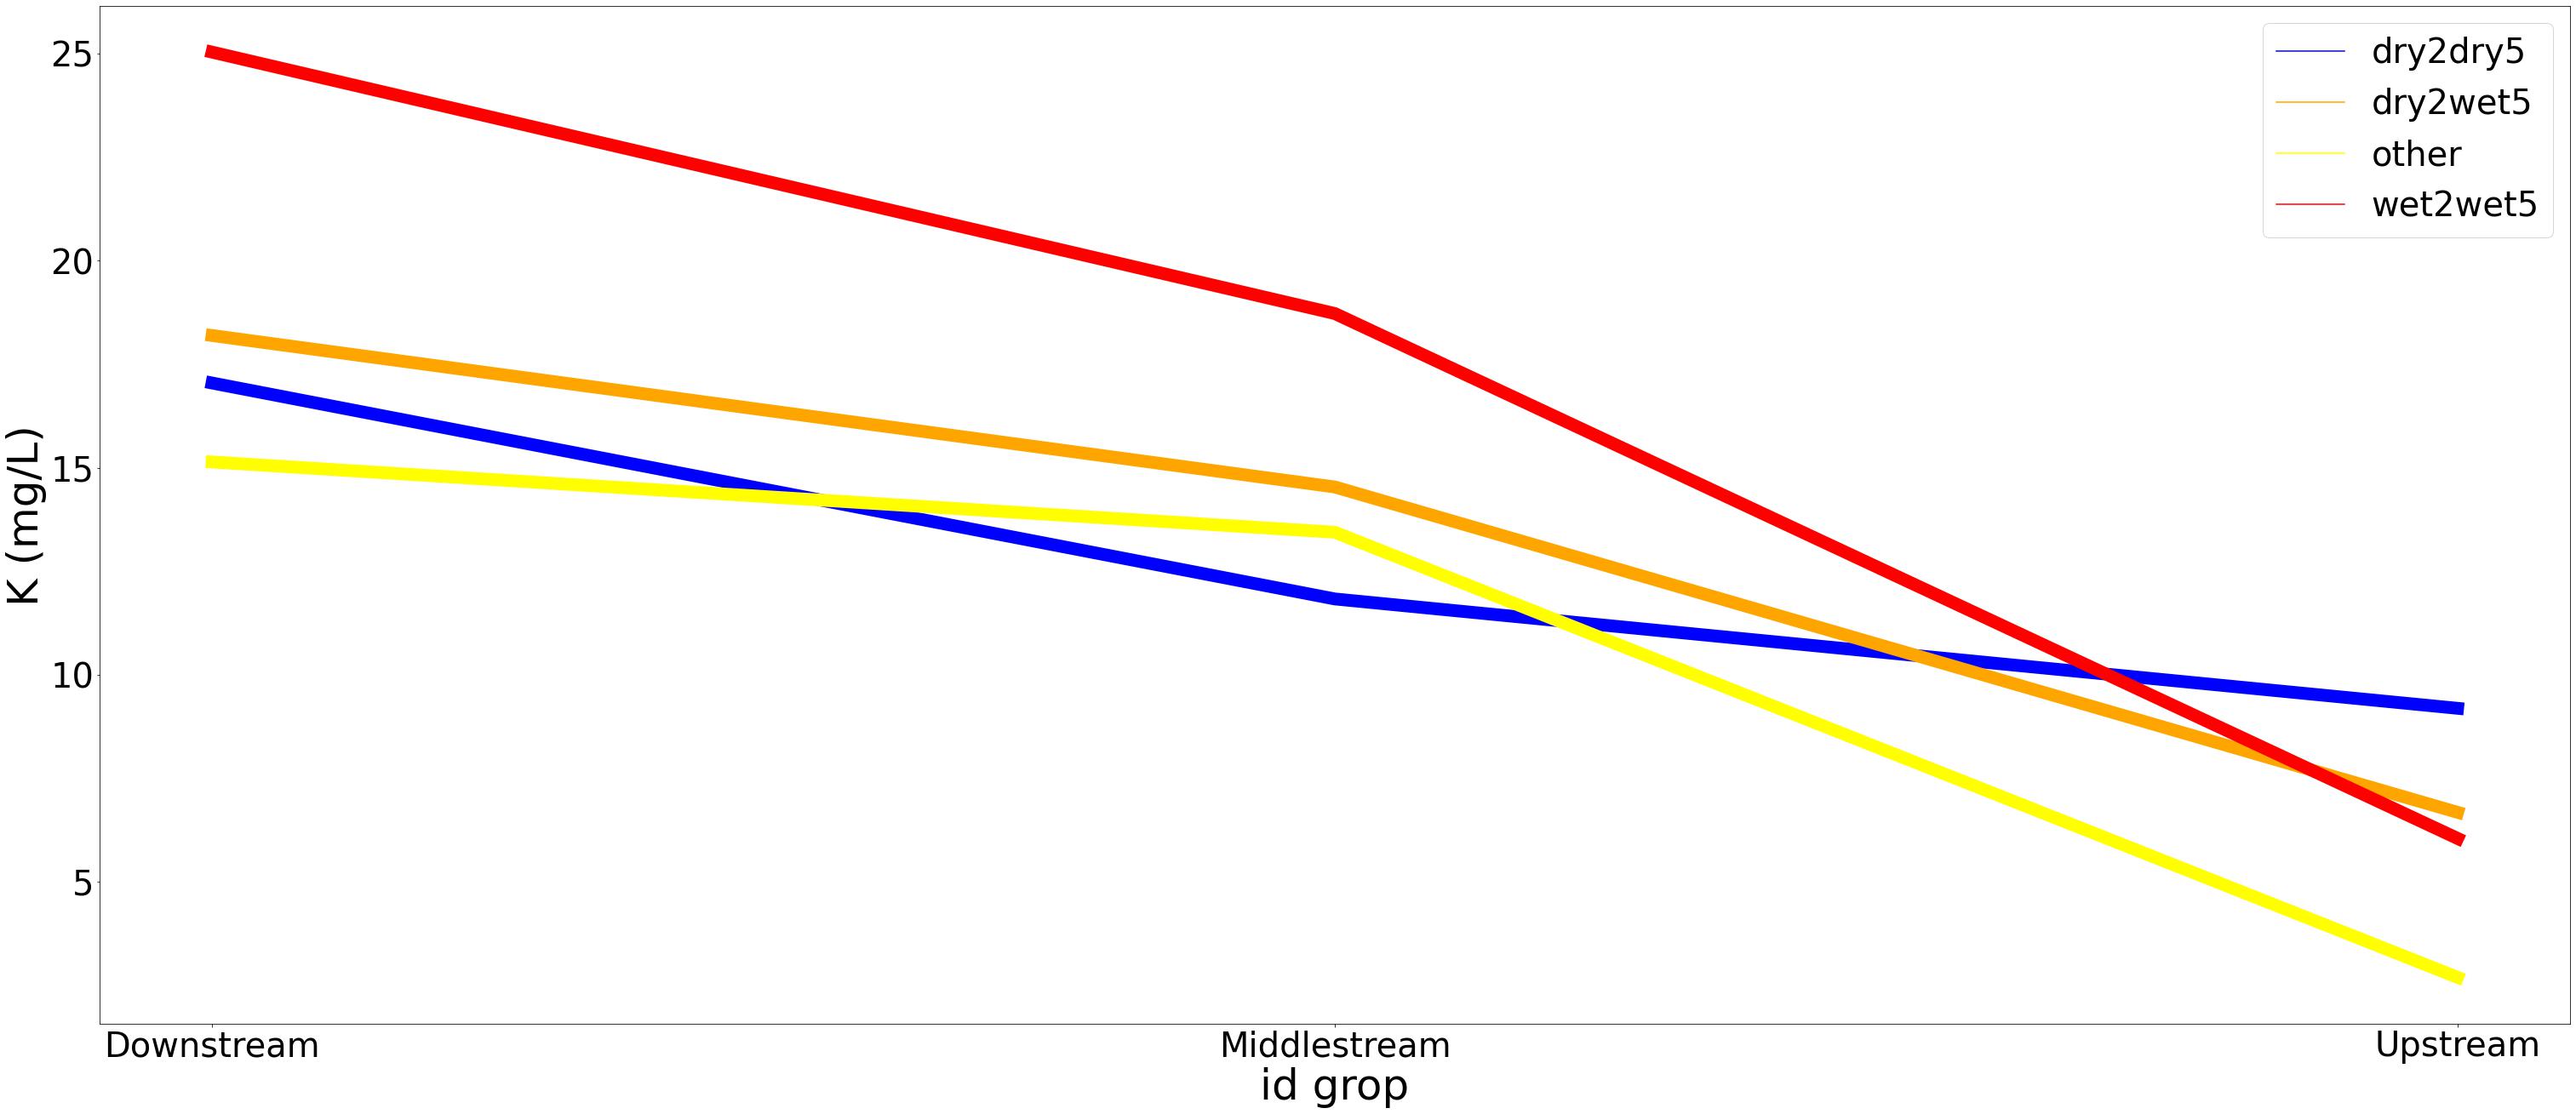 25
20
15
10
5
K (mg/L)
dry2dry5
dry2wet5
other
wet2wet5
Downstream Middlestream Upstream
id grop